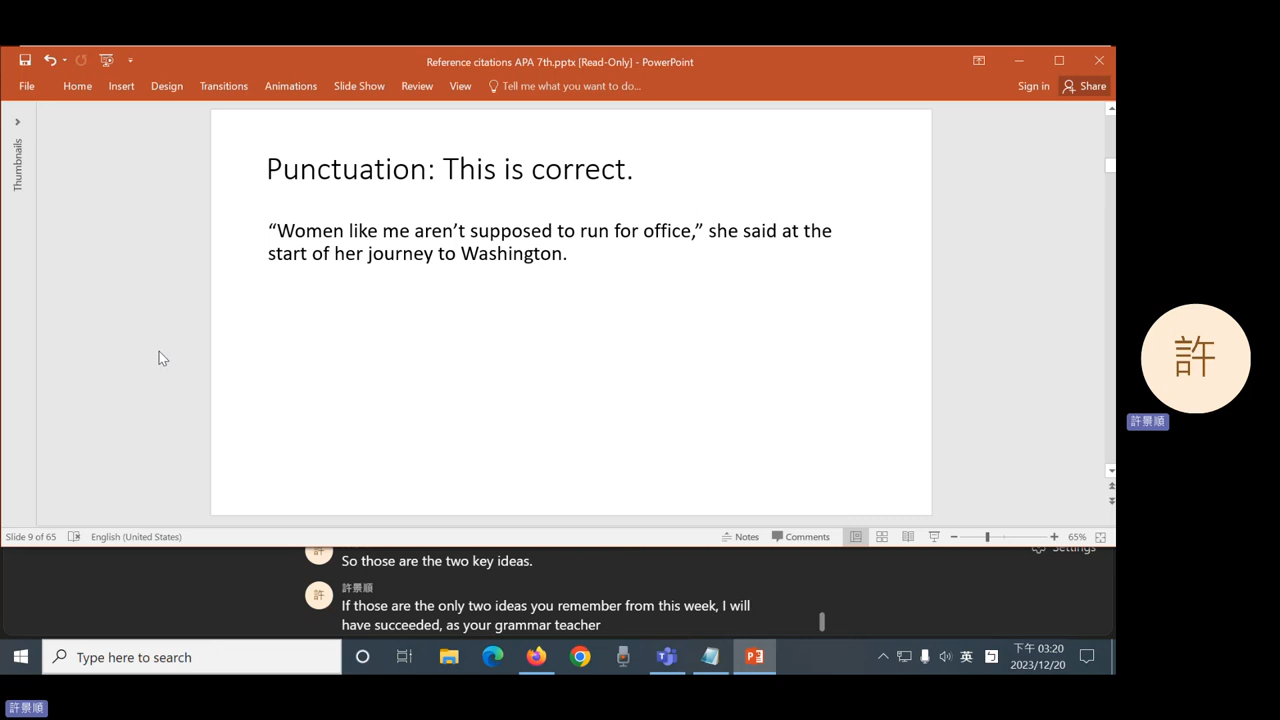 Reference citations APA 7th.pptx [Read-Only] - PowerPoint
File Home Insert Design Transitions Animations Slide Show Review View Tell me what you want to do... Sign in Share
Thumbnails
Punctuation: This is correct.
“Women like me aren’t supposed to run for office,” she said at the
start of her journey to Washington.
許
許景順
Slide 9 of 65 English (United States) Notes Comments 65%
Settings
許
So those are the two key ideas.
許景順
許
If those are the only two ideas you remember from this week, I will
have succeeded, as your grammar teacher
Type here to search
英
下午 03:20
2023/12/20
許景順